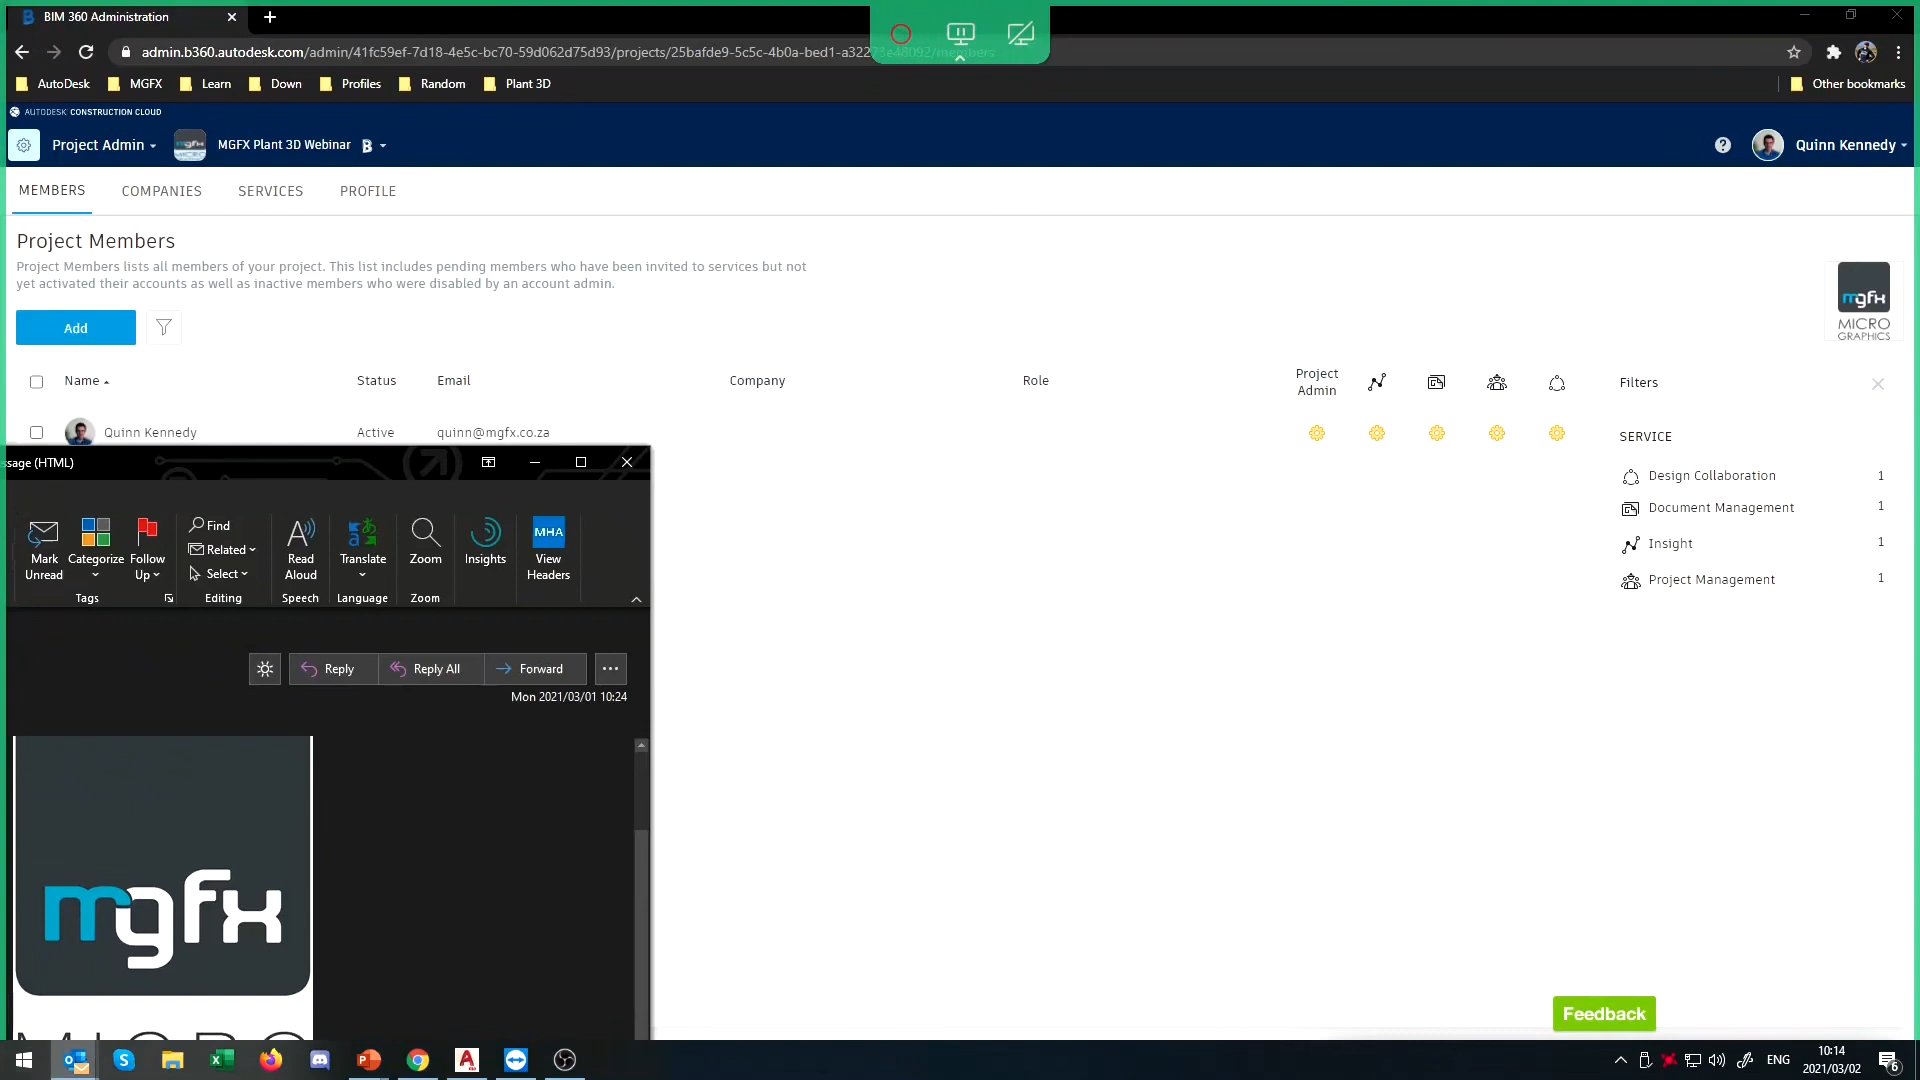 BIM 360 Administration
admin.b360.autodesk.com/admin/41fc59ef-7d18-4e5c-bc70-59d062d75d93/projects/25bafde9-5c5c-4b0a-bed1-a32273e48092/members
AutoDesk MGFX Learn Down Profiles Random Plant 3D Other bookmarks
AUTODESK CONSTRUCTION CLOUD
Project Admin MGFX Plant 3D Webinar Quinn Kennedy
MEMBERS COMPANIES SERVICES PROFILE
Project Members
Project Members lists all members of your project. This list includes pending members who have been invited to services but not
yet activated their accounts as well as inactive members who were disabled by an account admin.
mgfx
MICRO
GRAPHICS
Add
Name Status Email Company Role Project Admin Filters
Quinn Kennedy Active quinn@mgfx.co.za
SERVICE
Design Collaboration 1
Document Management 1
Insight 1
Project Management 1
ssage (HTML)
Mark Unread
Categorize
Follow Up
Tags
Find
Related
Select
Editing
Read Aloud
Speech
Translate
Language
Zoom
Zoom
Insights
MHA
View Headers
Reply Reply All Forward
Mon 2021/03/01 10:24
mgfx
MICRO
Feedback
ENG
10:14
2021/03/02
6